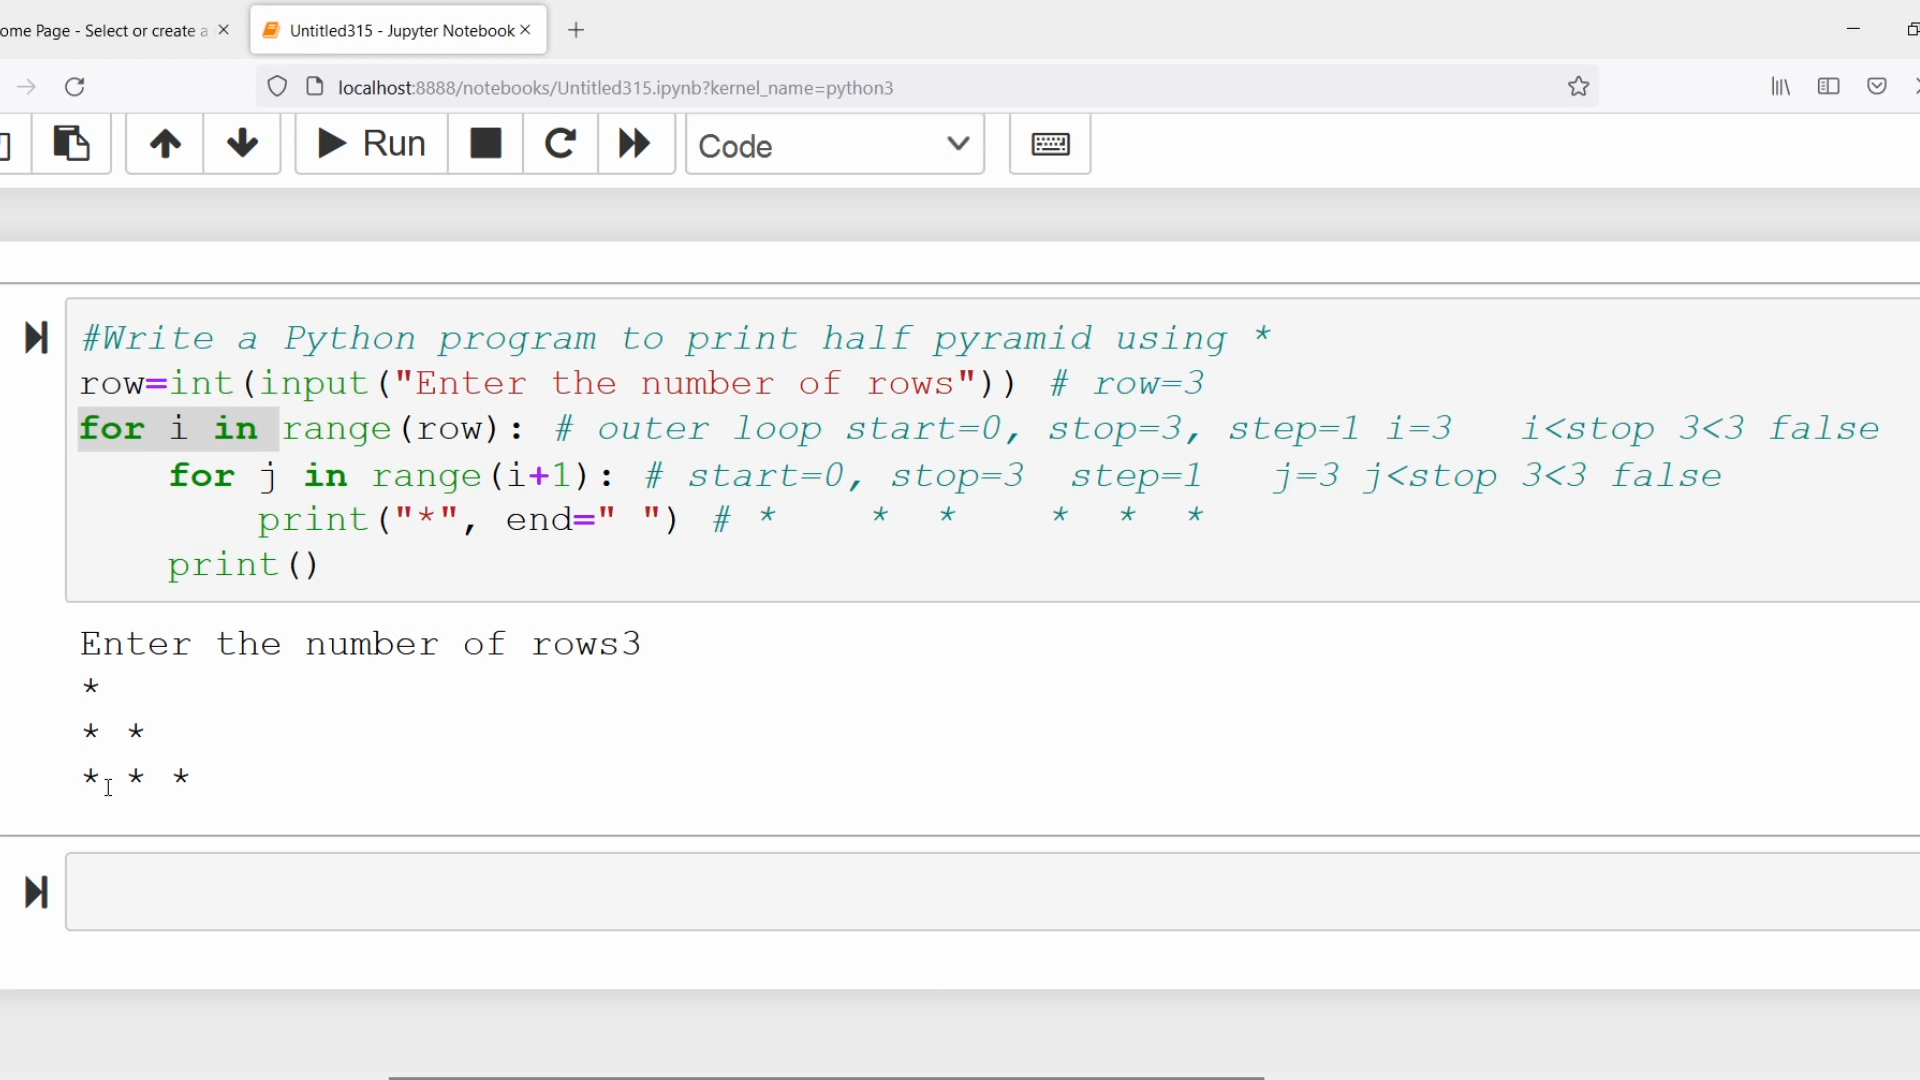 ome Page - Select or create a
Untitled315 - Jupyter Notebook
localhost:8888/notebooks/Untitled315.ipynb?kernel_name=python3
Run
Code
#Write a Python program to print half pyramid using *
row=int(input("Enter the number of rows")) # row=3
for i in range(row): # outer loop start=0, stop=3, step=1 i=3   i<stop 3<3 false
    for j in range(i+1): # start=0, stop=3  step=1   j=3 j<stop 3<3 false
        print("*", end=" ") # *    *  *    *  *  *
    print()
Enter the number of rows3
*
* *
* * *